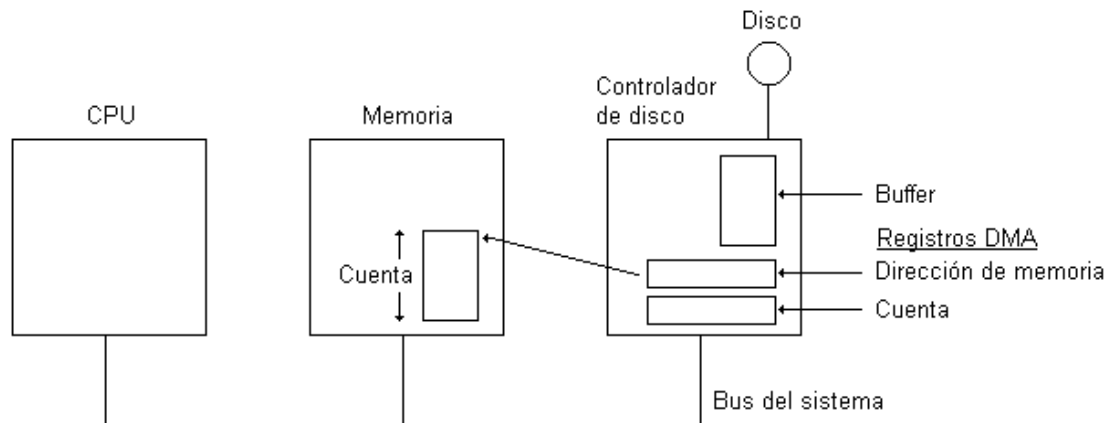 Disco
CPU
Memoria
Controlador
de disco
Buffer
Registros DMA
Dirección de memoria
Cuenta
Cuenta
Bus del sistema